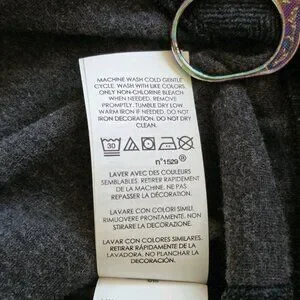 MACHINE WASH COLD GENTLE
CYCLE. WASH WITH LIKE COLORS
ONLY NON-CHLORINE BLEACH
WHEN NEEDED. REMOVE
PROMPTLY. TUMBLE DRY LOW.
WARM IRON IF NEEDED. DO NOT
IRON DECORATION. DO NOT DRY
CLEAN.
30
n°1529®
LAVER AVEC DES COULEURS
SEMBLABLES. RETIRER RAPIDEMENT
DE LA MACHINE. NE PAS
REPASSER LA DÉCORATION.
LAVARE CON COLORI SIMILI.
RIMUOVERE PRONTAMENTE. NON
STIRARE LA DECORAZIONE.
LAVAR CON COLORES SIMILARES.
RETIRAR RÁPIDAMENTE DE LA
LAVADORA. NO PLANCHAR LA
DECORACIÓN.